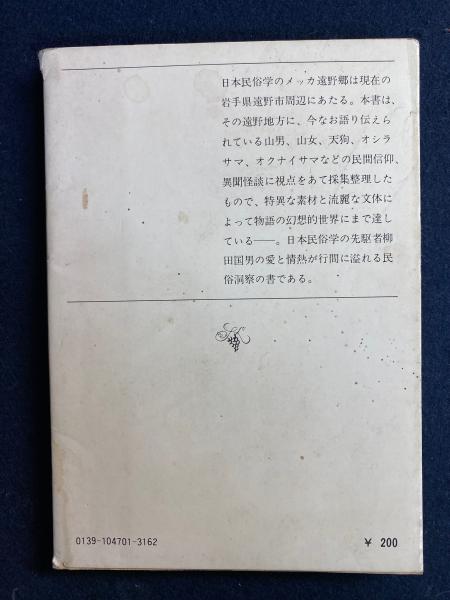 日本民俗学のメッカ遠野郷は現在の
岩手県遠野市周辺にあたる。本書は、
その遠野地方に、今なお語り伝えら
れている山男、山女、天狗、オシラ
サマ、オクナイサマなどの民間信仰、
異聞怪談に視点をあて採集整理した
もので、特異な素材と流麗な文体に
よって物語の幻想的世界にまで達し
ている——。日本民俗学の先駆者柳
田国男の愛と情熱が行間に溢れる民
俗洞察の書である。
0139-104701-3162
¥ 200